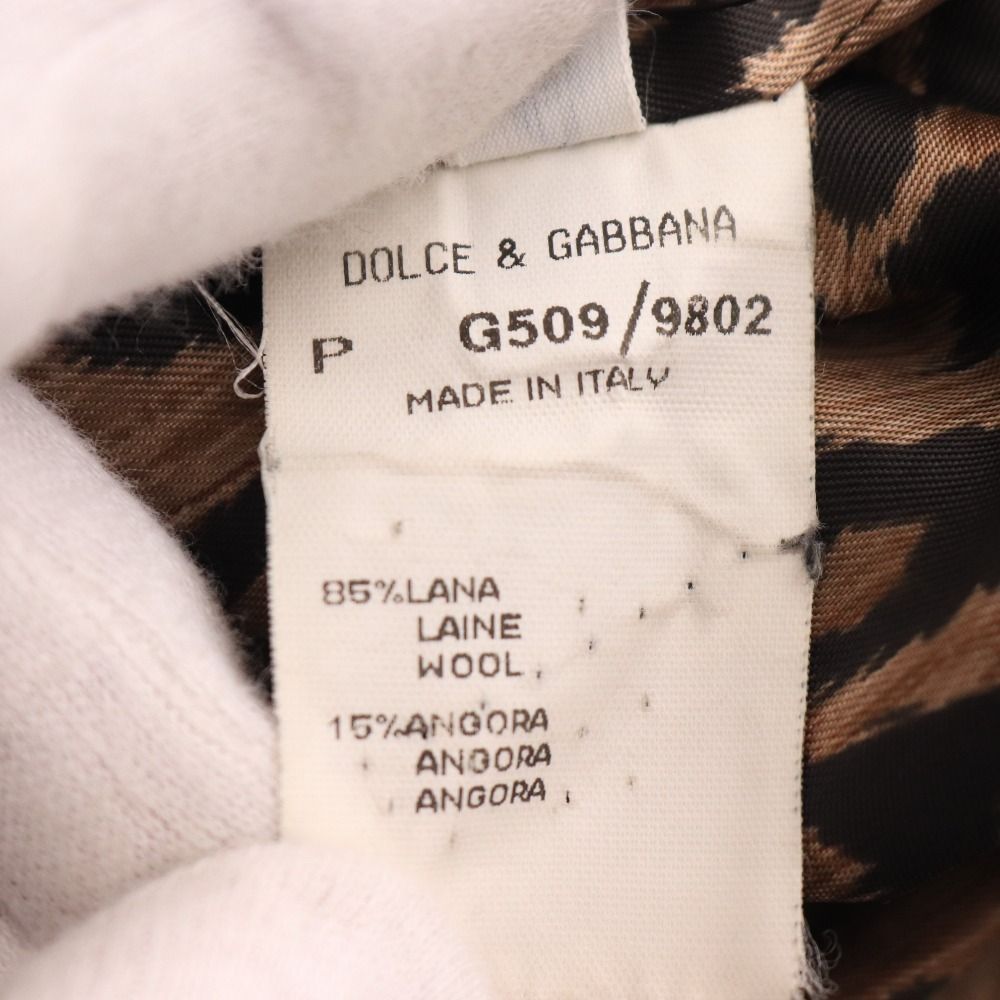 DOLCE & GABBANA
P G509/9802
MADE IN ITALY
85%LANA
LAINE
WOOL
15%ANGORA
ANGORA
ANGORA